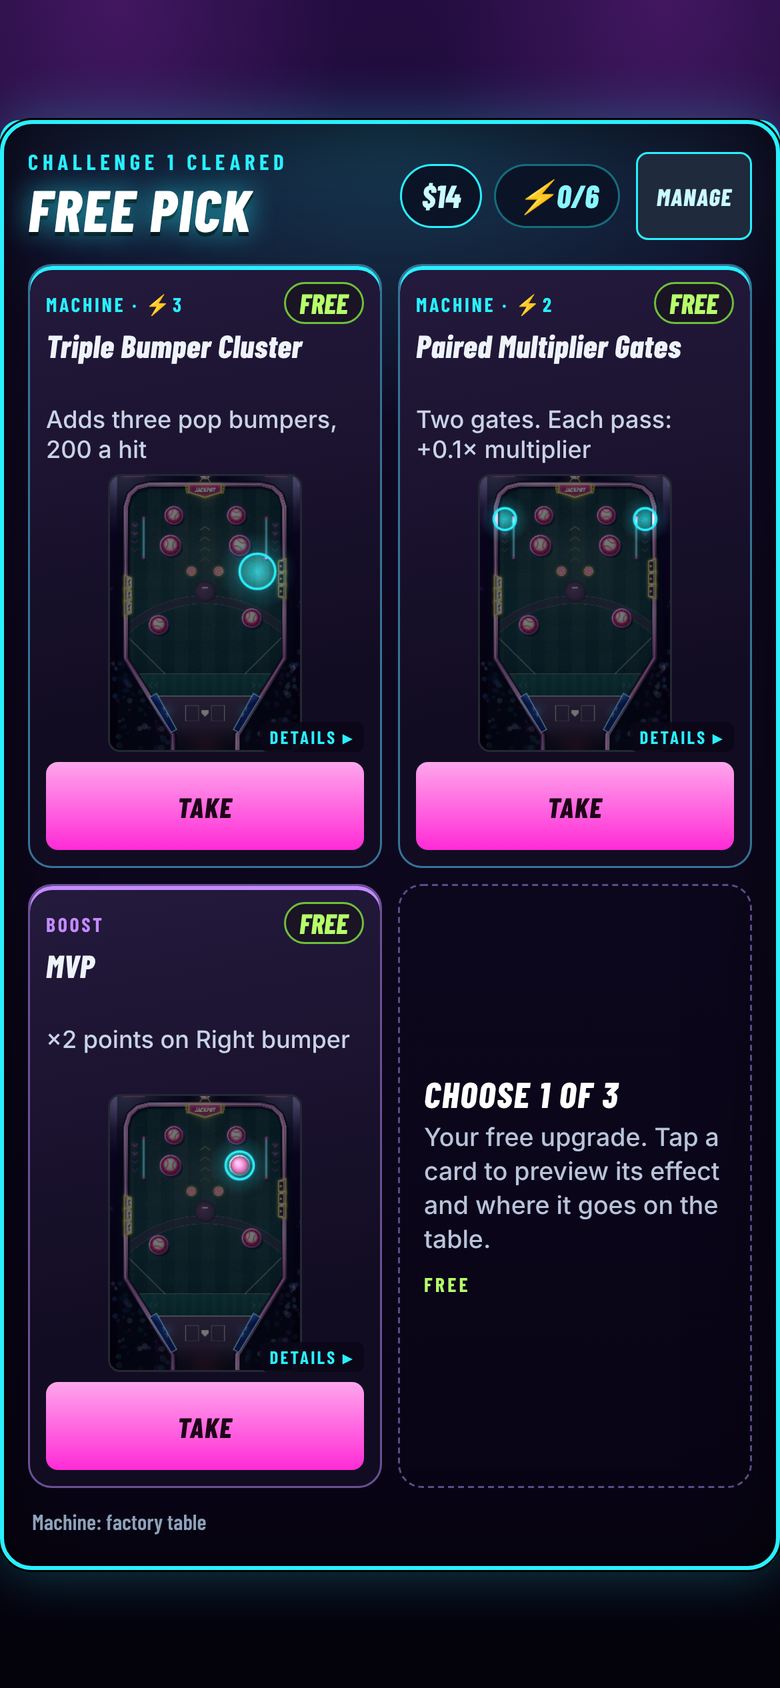 CHALLENGE 1 CLEARED
FREE PICK
$14
⚡0/6
MANAGE
MACHINE · ⚡3
FREE
Triple Bumper Cluster
Adds three pop bumpers,
200 a hit
JACKPOT
DETAILS ▶
TAKE
MACHINE · ⚡2
FREE
Paired Multiplier Gates
Two gates. Each pass:
+0.1× multiplier
JACKPOT
DETAILS ▶
TAKE
BOOST
FREE
MVP
×2 points on Right bumper
JACKPOT
DETAILS ▶
TAKE
CHOOSE 1 OF 3
Your free upgrade. Tap a
card to preview its effect
and where it goes on the
table.
FREE
Machine: factory table